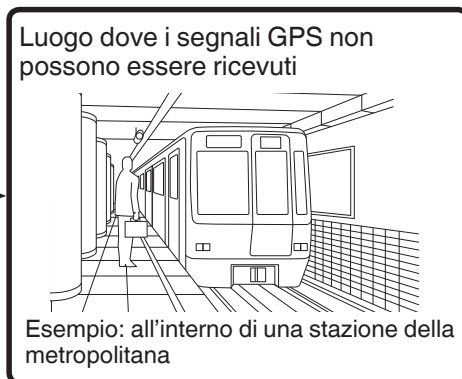 Luogo dove i segnali GPS non
possono essere ricevuti
Esempio: all'interno di una stazione della
metropolitana